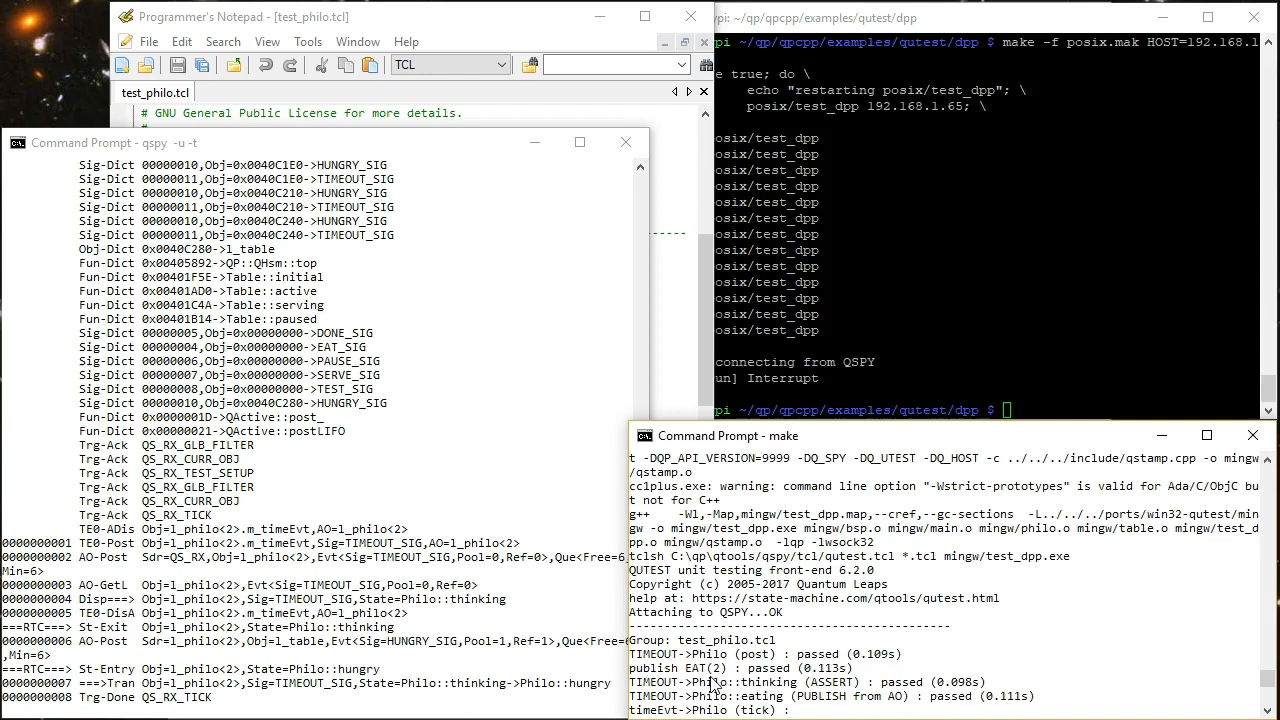 Programmer's Notepad - [test_philo.tcl]
File Edit Search View Tools Window Help
TCL
test_philo.tcl
# GNU General Public License for more details.
#
Command Prompt - qspy -u -t
Sig-Dict 00000010,Obj=0x0040C1E0->HUNGRY_SIG
Sig-Dict 00000011,Obj=0x0040C1E0->TIMEOUT_SIG
Sig-Dict 00000010,Obj=0x0040C210->HUNGRY_SIG
Sig-Dict 00000011,Obj=0x0040C210->TIMEOUT_SIG
Sig-Dict 00000010,Obj=0x0040C240->HUNGRY_SIG
Sig-Dict 00000011,Obj=0x0040C240->TIMEOUT_SIG
Obj-Dict 0x0040C280->l_table
Fun-Dict 0x00405892->QP::QHsm::top
Fun-Dict 0x00401F5E->Table::initial
Fun-Dict 0x00401AD0->Table::active
Fun-Dict 0x00401C4A->Table::serving
Fun-Dict 0x00401B14->Table::paused
Sig-Dict 00000005,Obj=0x00000000->DONE_SIG
Sig-Dict 00000004,Obj=0x00000000->EAT_SIG
Sig-Dict 00000006,Obj=0x00000000->PAUSE_SIG
Sig-Dict 00000007,Obj=0x00000000->SERVE_SIG
Sig-Dict 00000008,Obj=0x00000000->TEST_SIG
Sig-Dict 00000010,Obj=0x0040C280->HUNGRY_SIG
Fun-Dict 0x0000001D->QActive::post_
Fun-Dict 0x00000021->QActive::postLIFO
Trg-Ack QS_RX_GLB_FILTER
Trg-Ack QS_RX_CURR_OBJ
Trg-Ack QS_RX_TEST_SETUP
Trg-Ack QS_RX_GLB_FILTER
Trg-Ack QS_RX_CURR_OBJ
Trg-Ack QS_RX_TICK
TE0-ADis Obj=l_philo<2>.m_timeEvt,AO=l_philo<2>
0000000001 TE0-Post Obj=l_philo<2>.m_timeEvt,Sig=TIMEOUT_SIG,AO=l_philo<2>
0000000002 AO-Post Sdr=QS_RX,Obj=l_philo<2>,Evt<Sig=TIMEOUT_SIG,Pool=0,Ref=0>,Que<Free=6,
Min=6>
0000000003 AO-GetL Obj=l_philo<2>,Evt<Sig=TIMEOUT_SIG,Pool=0,Ref=0>
0000000004 Disp===> Obj=l_philo<2>,Sig=TIMEOUT_SIG,State=Philo::thinking
0000000005 TE0-DisA Obj=l_philo<2>.m_timeEvt,AO=l_philo<2>
===RTC===> St-Exit Obj=l_philo<2>,State=Philo::thinking
0000000006 AO-Post Sdr=l_philo<2>,Obj=l_table,Evt<Sig=HUNGRY_SIG,Pool=1,Ref=1>,Que<Free=6
,Min=6>
===RTC===> St-Entry Obj=l_philo<2>,State=Philo::hungry
0000000007 ===>Tran Obj=l_philo<2>,Sig=TIMEOUT_SIG,State=Philo::thinking->Philo::hungry
0000000008 Trg-Done QS_RX_TICK
pi: ~/qp/qpcpp/examples/qutest/dpp
pi ~/qp/qpcpp/examples/qutest/dpp $ make -f posix.mak HOST=192.168.1
e true; do \
echo "restarting posix/test_dpp"; \
posix/test_dpp 192.168.1.65; \
osix/test_dpp
osix/test_dpp
osix/test_dpp
osix/test_dpp
osix/test_dpp
osix/test_dpp
osix/test_dpp
osix/test_dpp
osix/test_dpp
osix/test_dpp
osix/test_dpp
osix/test_dpp
osix/test_dpp
connecting from QSPY
un] Interrupt
pi ~/qp/qpcpp/examples/qutest/dpp $
Command Prompt - make
t -DQP_API_VERSION=9999 -DQ_SPY -DQ_UTEST -DQ_HOST -c ../../../include/qstamp.cpp -o mingw
/qstamp.o
cc1plus.exe: warning: command line option "-Wstrict-prototypes" is valid for Ada/C/ObjC bu
t not for C++
g++ -Wl,-Map,mingw/test_dpp.map,--cref,--gc-sections -L../../../ports/win32-qutest/min
gw -o mingw/test_dpp.exe mingw/bsp.o mingw/main.o mingw/philo.o mingw/table.o mingw/test_d
pp.o mingw/qstamp.o -lqp -lwsock32
tclsh C:\qp\qtools/qspy/tcl/qutest.tcl *.tcl mingw/test_dpp.exe
QUTEST unit testing front-end 6.2.0
Copyright (c) 2005-2017 Quantum Leaps
help at: https://state-machine.com/qtools/qutest.html
Attaching to QSPY...OK
----------------------------------------------
Group: test_philo.tcl
TIMEOUT->Philo (post) : passed (0.109s)
publish EAT(2) : passed (0.113s)
TIMEOUT->Philo::thinking (ASSERT) : passed (0.098s)
TIMEOUT->Philo::eating (PUBLISH from AO) : passed (0.111s)
timeEvt->Philo (tick) :